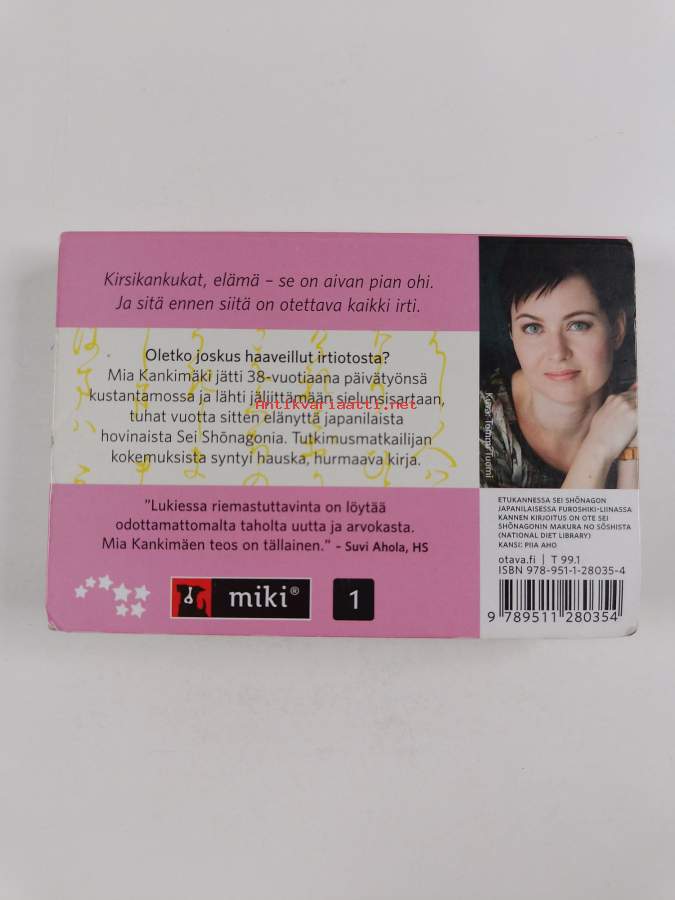 Kirsikankukat, elämä – se on aivan pian ohi.
Ja sitä ennen siitä on otettava kaikki irti.
Oletko joskus haaveillut irtiotosta?
Mia Kankimäki jätti 38-vuotiaana päivätyönsä
kustantamossa ja lähti jäljittämään sielunsisartaan,
Antikvariaatti.net
tuhat vuotta sitten elänyttä japanilaista
hovinaista Sei Shōnagonia. Tutkimusmatkailijan
kokemuksista syntyi hauska, hurmaava kirja.
”Lukiessa riemastuttavinta on löytää
odottamattomalta taholta uutta ja arvokasta.
Mia Kankimäen teos on tällainen.” - Suvi Ahola, HS
miki®
1
Kuva: Tommi Tuomi
ETUKANNESSA SEI SHŌNAGON
JAPANILAISESSA FUROSHIKI-LIINASSA
KANNEN KIRJOITUS ON OTE SEI
SHŌNAGONIN MAKURA NO SŌSHISTA
(NATIONAL DIET LIBRARY)
KANSI: PIIA AHO
otava.fi | T 99.1
ISBN 978-951-1-28035-4
9 789511 280354